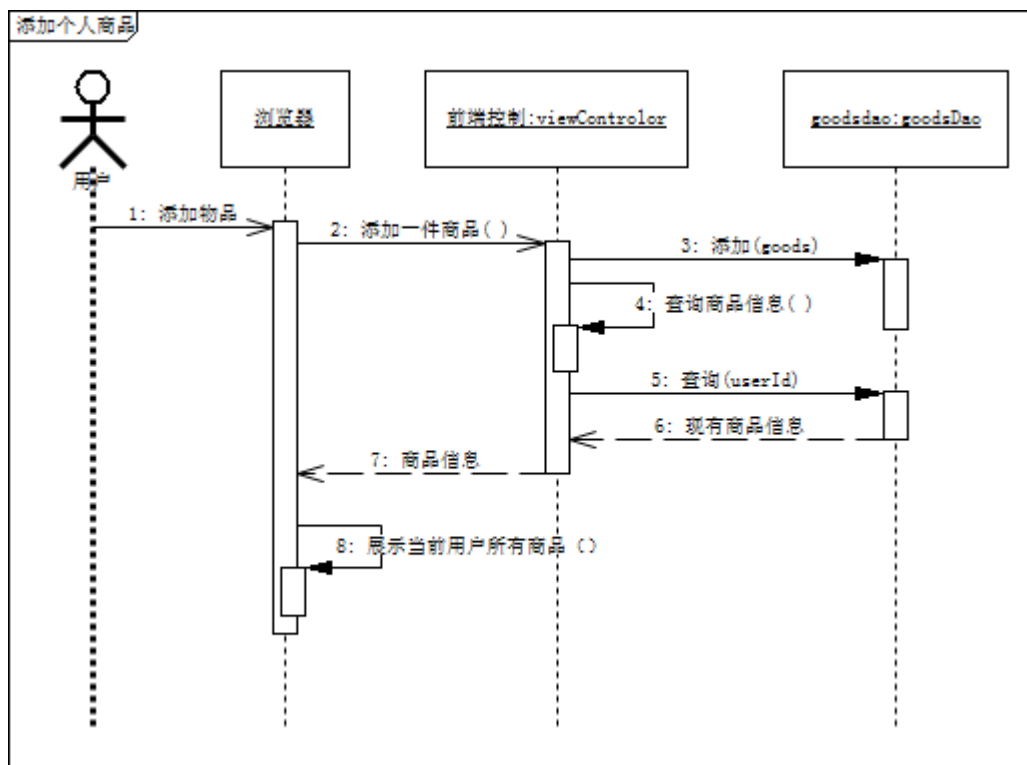 添加个人商品
浏览器
前端控制:viewControlor
goodsdao:goodsDao
用户
1: 添加物品
2: 添加一件商品()
3: 添加(goods)
4: 查询商品信息()
5: 查询(userId)
6: 现有商品信息
7: 商品信息
8: 展示当前用户所有商品()